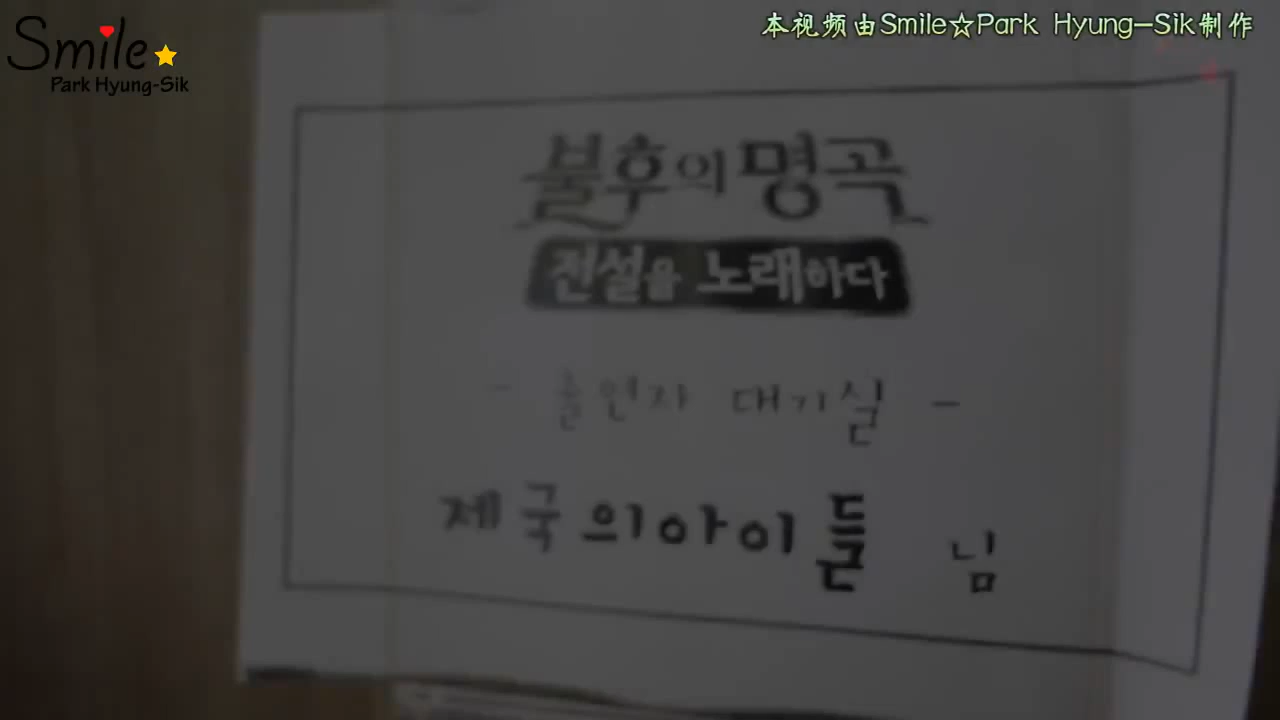 Smile
Park Hyung-Sik
本视频由Smile☆Park Hyung-Sik制作
불후의 명곡
전설을 노래하다
- 출연자 대기실 -
제국의아이돌 님